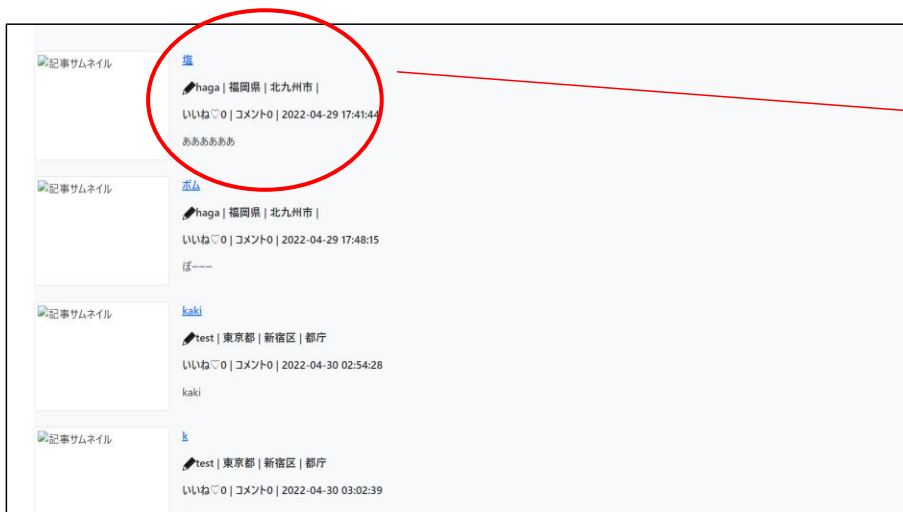 記事サムネイル
塩
haga | 福岡県 | 北九州市 |
いいね♡0 | コメント0 | 2022-04-29 17:41:44
ああああああ
記事サムネイル
ボム
haga | 福岡県 | 北九州市 |
いいね♡0 | コメント0 | 2022-04-29 17:48:15
ぼーーー
記事サムネイル
kaki
test | 東京都 | 新宿区 | 都庁
いいね♡0 | コメント0 | 2022-04-30 02:54:28
kaki
記事サムネイル
k
test | 東京都 | 新宿区 | 都庁
いいね♡0 | コメント0 | 2022-04-30 03:02:39